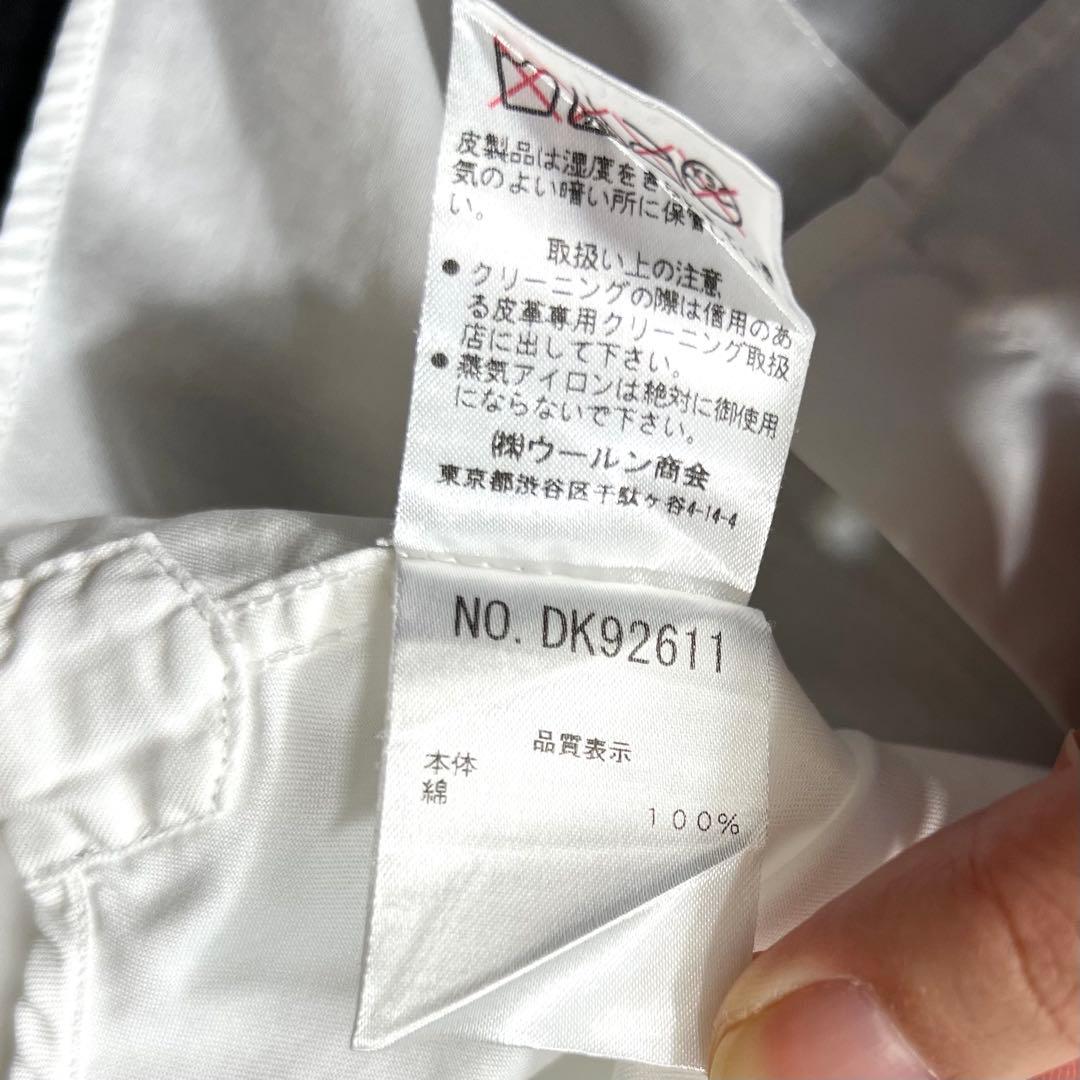 皮製品は湿度をき
気のよい暗い所に保管
い。
取扱い上の注意
● クリーニングの際は信用のあ
る皮革専用クリーニング取扱
店に出して下さい。
● 蒸気アイロンは絶対に御使用
にならないで下さい。
㈱ウールン商会
東京都渋谷区千駄ヶ谷4-14-4
NO. DK92611
品質表示
本体
綿 100%